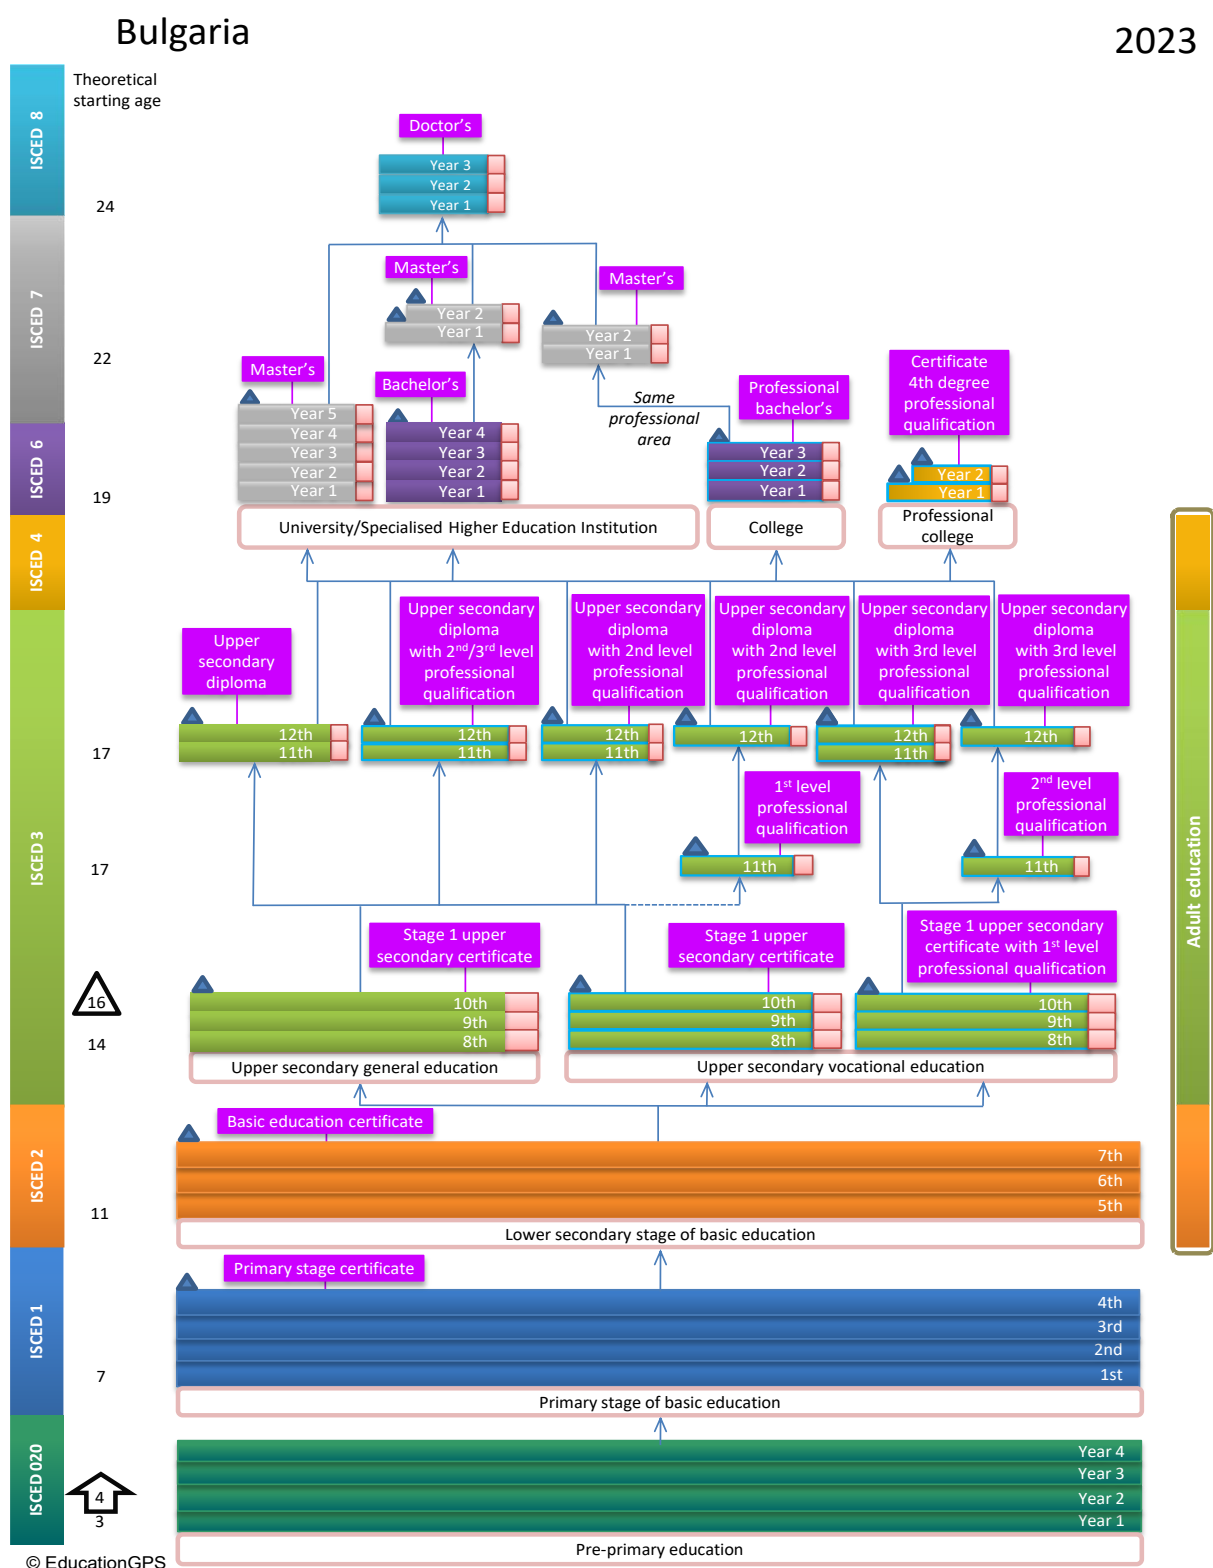 Bulgaria
2023
Theoretical
starting age
ISCED 8
Doctor's
Year 3
Year 2
Year 1
24
ISCED 7
Master's
Year 2
Year 1
Master's
Year 2
Year 1
22
Master's
Year 5
Year 4
Year 3
Year 2
Year 1
Bachelor's
Year 4
Year 3
Year 2
Year 1
Same
professional
area
Professional
bachelor's
Year 3
Year 2
Year 1
Certificate
4th degree
professional
qualification
Year 2
Year 1
ISCED 6
19
University/Specialised Higher Education Institution
College
Professional
college
ISCED 4
Upper
secondary
diploma
Upper secondary
diploma
with 2nd/3rd level
professional
qualification
Upper secondary
diploma
with 2nd level
professional
qualification
Upper secondary
diploma
with 2nd level
professional
qualification
Upper secondary
diploma
with 3rd level
professional
qualification
Upper secondary
diploma
with 3rd level
professional
qualification
12th
11th
12th
11th
12th
11th
12th
12th
11th
12th
17
1st level
professional
qualification
2nd level
professional
qualification
11th
11th
17
ISCED 3
Adult education
Stage 1 upper
secondary certificate
Stage 1 upper
secondary certificate
Stage 1 upper secondary
certificate with 1st level
professional qualification
16
10th
9th
8th
10th
9th
8th
10th
9th
8th
14
Upper secondary general education
Upper secondary vocational education
Basic education certificate
ISCED 2
7th
6th
5th
11
Lower secondary stage of basic education
Primary stage certificate
ISCED 1
4th
3rd
2nd
1st
7
Primary stage of basic education
ISCED 020
Year 4
Year 3
Year 2
Year 1
4
3
Pre-primary education
© EducationGPS